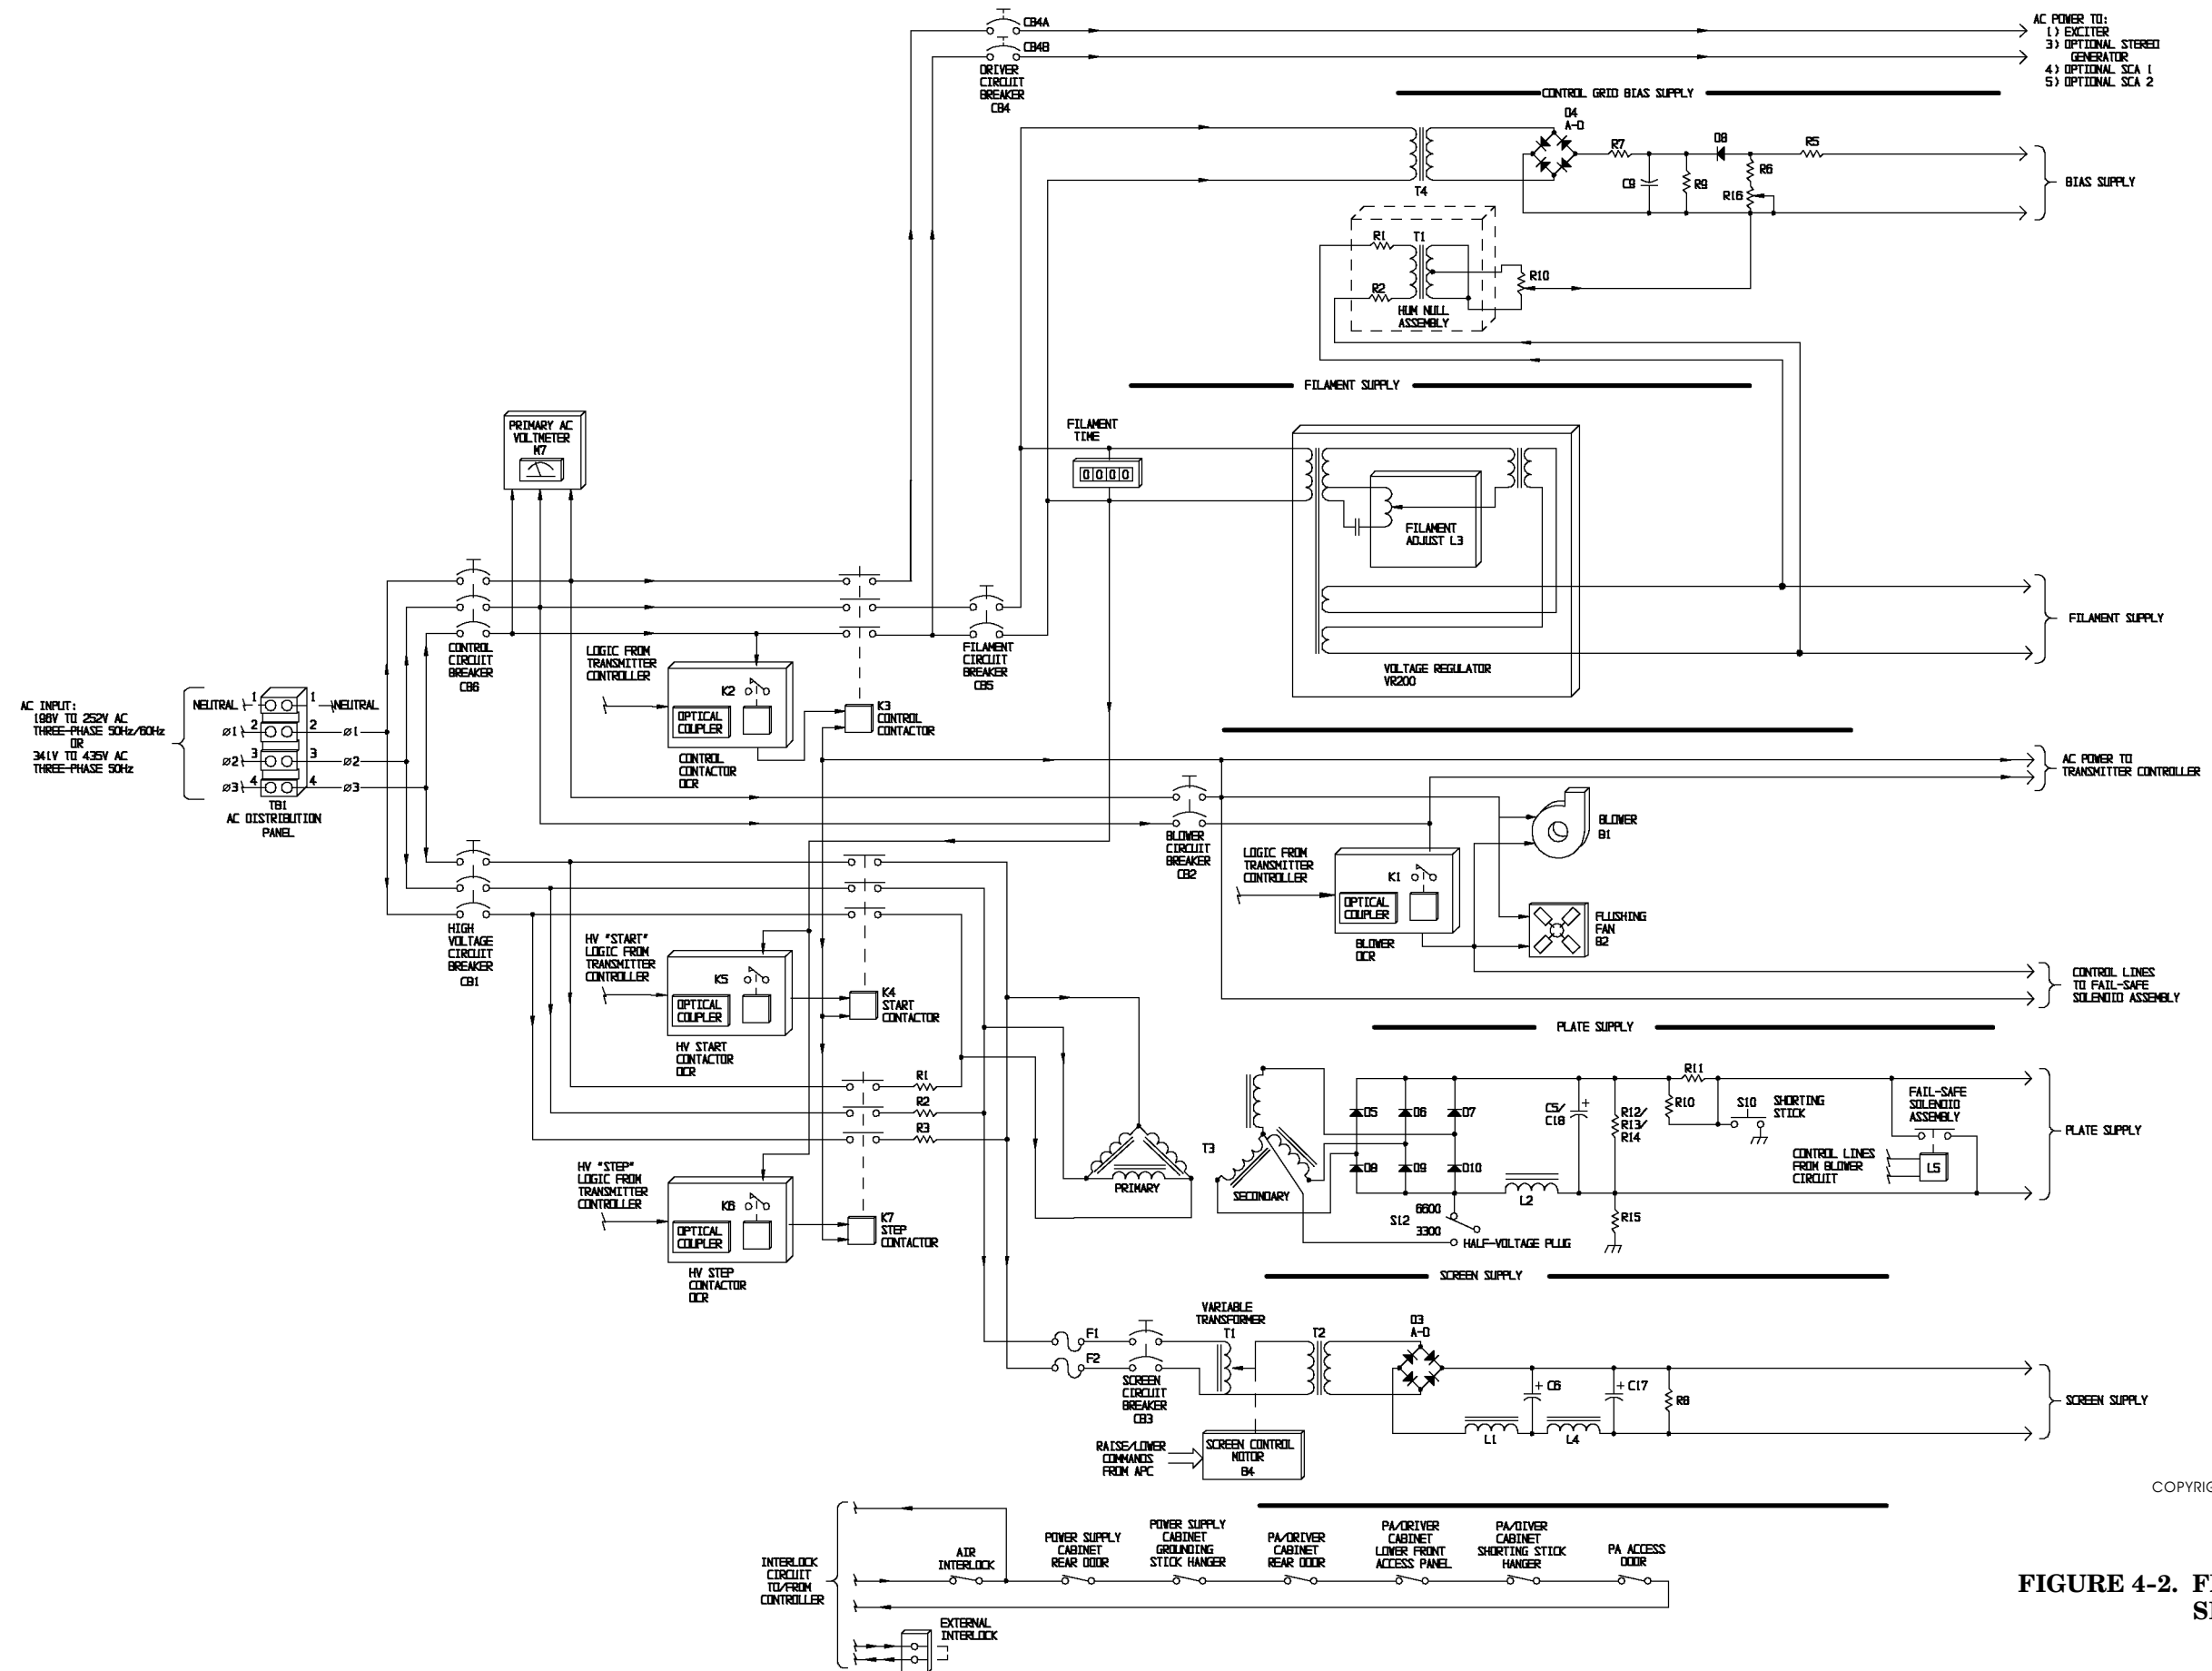 CB4A
CB4B
DRIVER
CIRCUIT
BREAKER
CB4
AC POWER TO:
1) EXCITER
3) OPTIONAL STEREO
GENERATOR
4) OPTIONAL SCA 1
5) OPTIONAL SCA 2
CONTROL GRID BIAS SUPPLY
D4
A-D
R7
D8
R5
C9
R9
R6
R16
T4
BIAS SUPPLY
R1
T1
R2
R10
HUM NULL
ASSEMBLY
FILAMENT SUPPLY
PRIMARY AC
VOLTMETER
M7
FILAMENT
TIME
0 0 0 0
FILAMENT
ADJUST L3
VOLTAGE REGULATOR
VR200
FILAMENT SUPPLY
CONTROL
CIRCUIT
BREAKER
CB6
LOGIC FROM
TRANSMITTER
CONTROLLER
K2
OPTICAL
COUPLER
CONTROL
CONTACTOR
OCR
K3
CONTROL
CONTACTOR
FILAMENT
CIRCUIT
BREAKER
CB5
AC INPUT:
196V TO 252V AC
THREE-PHASE 50Hz/60Hz
OR
341V TO 435V AC
THREE-PHASE 50Hz
NEUTRAL 1 1 NEUTRAL
ø1 2 2 ø1
ø2 3 3 ø2
ø3 4 4 ø3
TB1
AC DISTRIBUTION
PANEL
AC POWER TO
TRANSMITTER CONTROLLER
BLOWER
CIRCUIT
BREAKER
CB2
BLOWER
B1
LOGIC FROM
TRANSMITTER
CONTROLLER
K1
OPTICAL
COUPLER
BLOWER
OCR
FLUSHING
FAN
B2
CONTROL LINES
TO FAIL-SAFE
SOLENOID ASSEMBLY
HIGH
VOLTAGE
CIRCUIT
BREAKER
CB1
HV "START"
LOGIC FROM
TRANSMITTER
CONTROLLER
K5
OPTICAL
COUPLER
HV START
CONTACTOR
OCR
K4
START
CONTACTOR
PLATE SUPPLY
R1
R2
R3
PRIMARY
T3
SECONDARY
D5
D6
D7
D8
D9
D10
C5/
C18
+
R12/
R13/
R14
R11
R10
S10
SHORTING
STICK
FAIL-SAFE
SOLENOID
ASSEMBLY
CONTROL LINES
FROM BLOWER
CIRCUIT
L5
L2
R15
6600
S12
3300
HALF-VOLTAGE PLUG
PLATE SUPPLY
HV "STEP"
LOGIC FROM
TRANSMITTER
CONTROLLER
K6
OPTICAL
COUPLER
HV STEP
CONTACTOR
OCR
K7
STEP
CONTACTOR
SCREEN SUPPLY
F1
F2
SCREEN
CIRCUIT
BREAKER
CB3
VARIABLE
TRANSFORMER
T1
T2
D3
A-D
+ C6
+ C17
R8
L1
L4
SCREEN SUPPLY
RAISE/LOWER
COMMANDS
FROM APC
SCREEN CONTROL
MOTOR
B4
COPYRIG
INTERLOCK
CIRCUIT
TO/FROM
CONTROLLER
AIR
INTERLOCK
POWER SUPPLY
CABINET
REAR DOOR
POWER SUPPLY
CABINET
GROUNDING
STICK HANGER
PA/DRIVER
CABINET
REAR DOOR
PA/DRIVER
CABINET
LOWER FRONT
ACCESS PANEL
PA/DIVER
CABINET
SHORTING STICK
HANGER
PA ACCESS
DOOR
EXTERNAL
INTERLOCK
FIGURE 4-2.